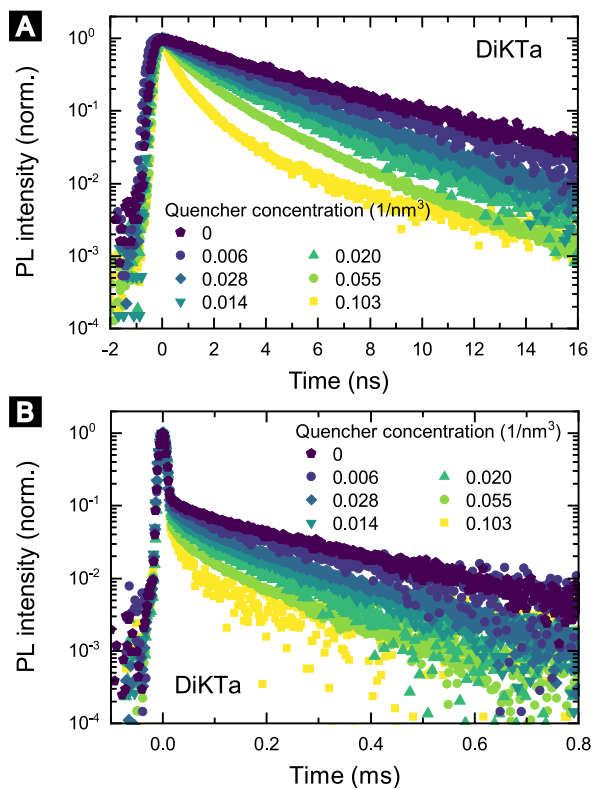 A
DiKTa
PL intensity (norm.)
10^0
10^-1
10^-2
10^-3
10^-4
Quencher concentration (1/nm^3)
0
0.006 0.020
0.028 0.055
0.014 0.103
-2 0 2 4 6 8 10 12 14 16
Time (ns)
B
PL intensity (norm.)
10^0
10^-1
10^-2
10^-3
10^-4
Quencher concentration (1/nm^3)
0
0.006 0.020
0.028 0.055
0.014 0.103
DiKTa
0.0 0.2 0.4 0.6 0.8
Time (ms)